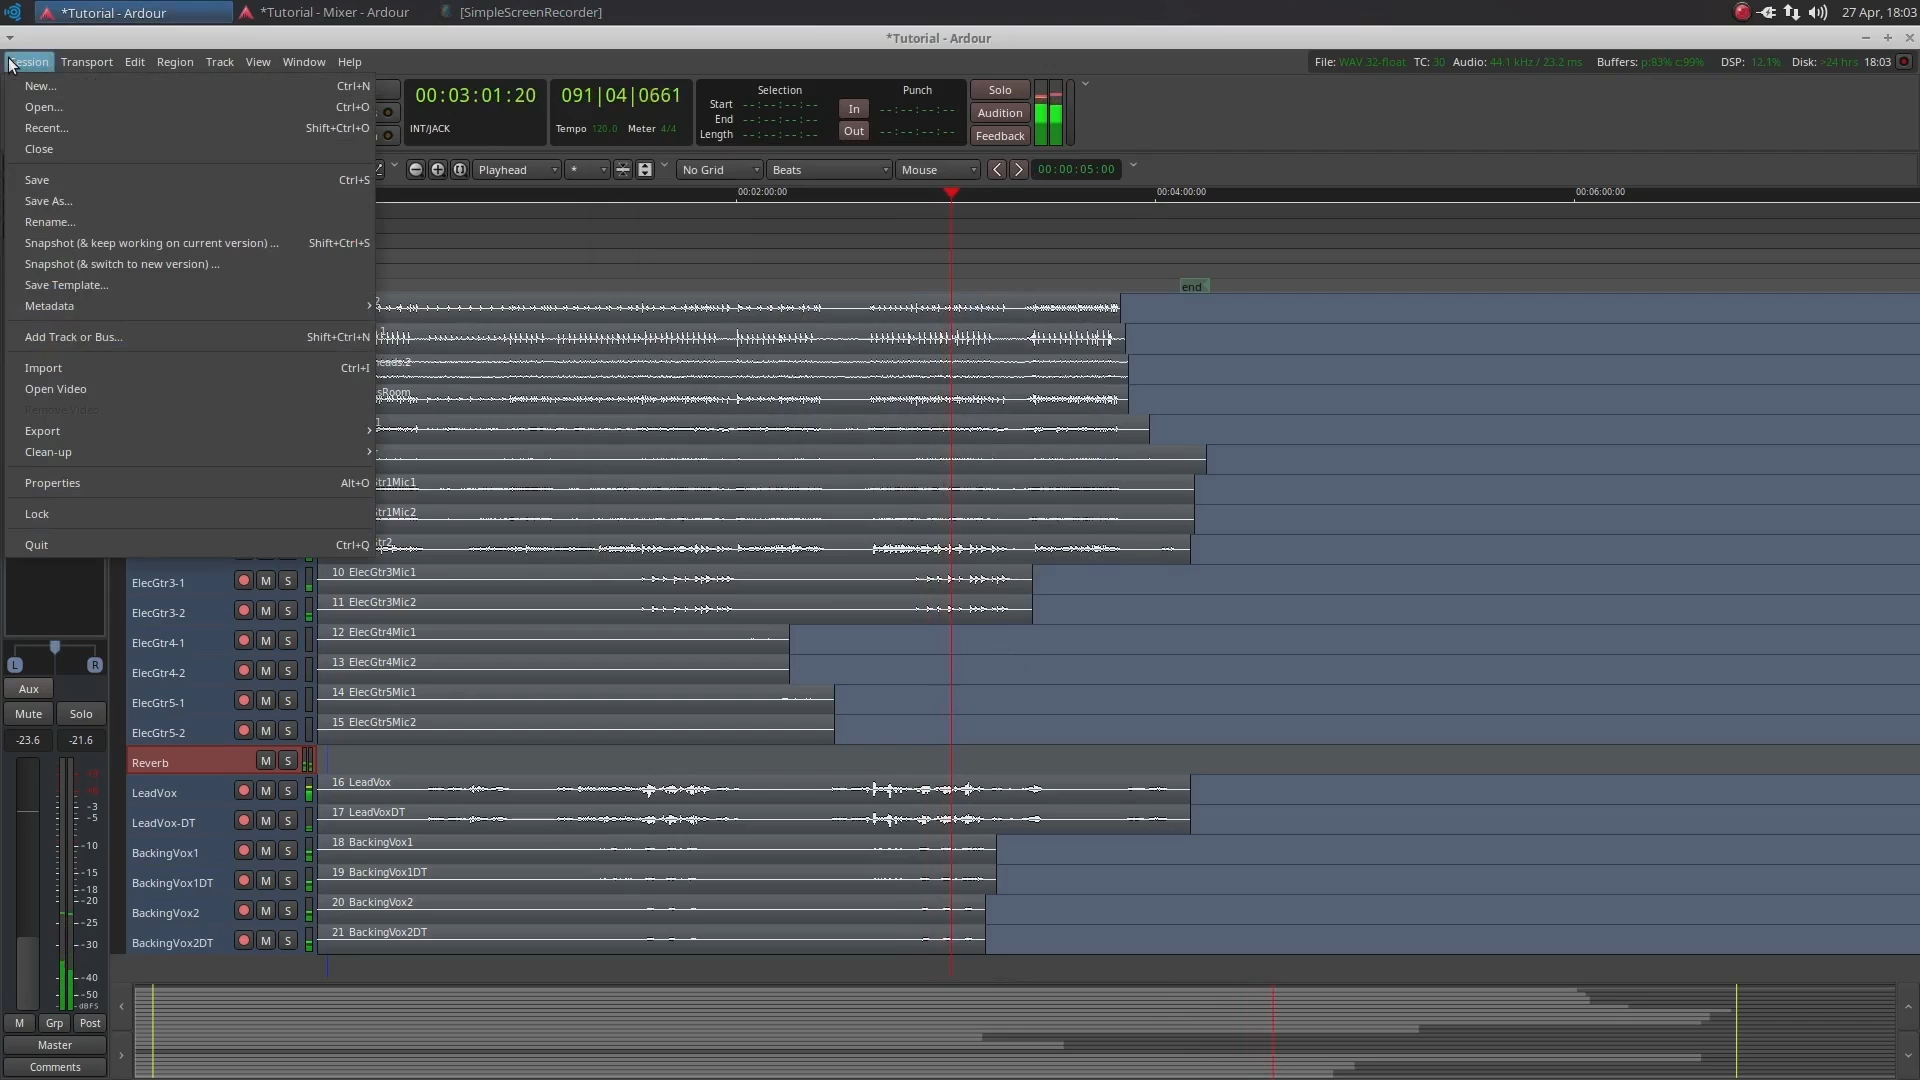 *Tutorial - Ardour
*Tutorial - Mixer - Ardour
[SimpleScreenRecorder]
27 Apr, 18:03
*Tutorial - Ardour
Session Transport Edit Region Track View Window Help
File: WAV 32-float TC: 30 Audio: 44.1 kHz / 23.2 ms Buffers: p:83% c:99% DSP: 12.1% Disk: >24 hrs 18:03
New... Ctrl+N
Open... Ctrl+O
Recent... Shift+Ctrl+O
Close
Save Ctrl+S
Save As...
Rename...
Snapshot (& keep working on current version) ... Shift+Ctrl+S
Snapshot (& switch to new version) ...
Save Template...
Metadata
Add Track or Bus... Shift+Ctrl+N
Import Ctrl+I
Open Video
Remove Video
Export
Clean-up
Properties Alt+O
Lock
Quit Ctrl+Q
00:03:01:20
INT/JACK
091|04|0661
Tempo 120.0 Meter 4/4
Selection Punch
Start --:--:--:-- In --:--:--:--
End --:--:--:--
Length --:--:--:-- Out --:--:--:--
Solo
Audition
Feedback
Playhead * No Grid Beats Mouse 00:00:05:00
00:02:00:00 00:04:00:00 00:06:00:00
end
2
1
eads.2
sRoom
1
tr1Mic1
tr1Mic2
tr2
ElecGtr3-1 M S 10 ElecGtr3Mic1
ElecGtr3-2 M S 11 ElecGtr3Mic2
ElecGtr4-1 M S 12 ElecGtr4Mic1
ElecGtr4-2 M S 13 ElecGtr4Mic2
ElecGtr5-1 M S 14 ElecGtr5Mic1
ElecGtr5-2 M S 15 ElecGtr5Mic2
Reverb M S
LeadVox M S 16 LeadVox
LeadVox-DT M S 17 LeadVoxDT
BackingVox1 M S 18 BackingVox1
BackingVox1DT M S 19 BackingVox1DT
BackingVox2 M S 20 BackingVox2
BackingVox2DT M S 21 BackingVox2DT
L R
Aux
Mute Solo
-23.6 -21.6
-3
-5
-10
-15
-18
-20
-25
-30
-40
-50
dBFS
M Grp Post
Master
Comments